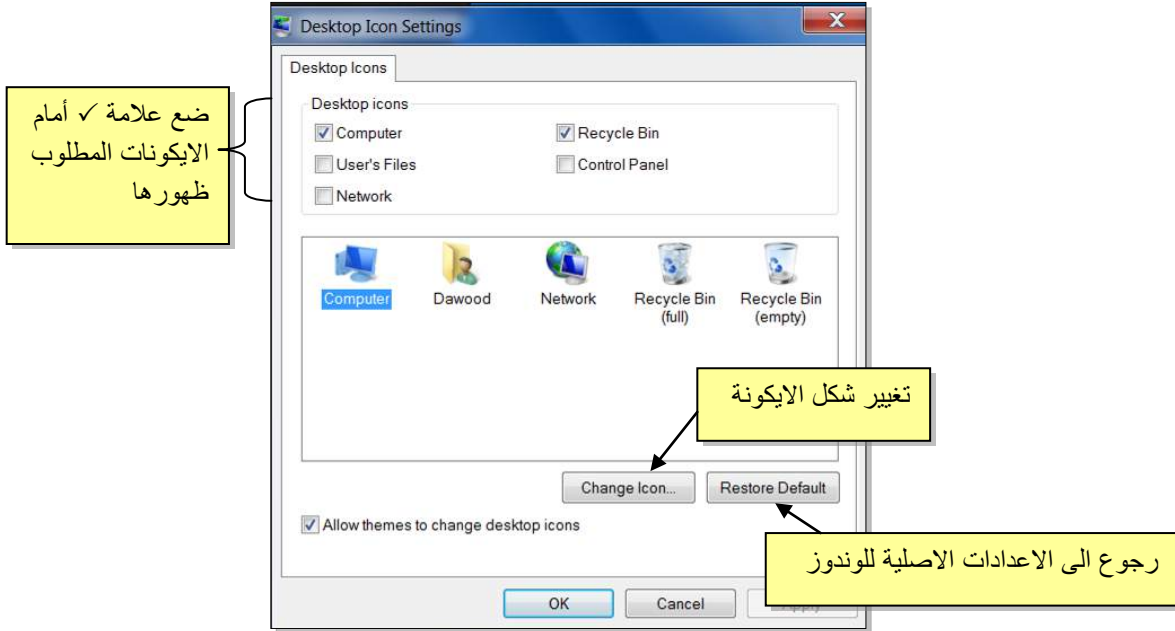 Desktop Icon Settings
Desktop Icons
Desktop icons
Computer
Recycle Bin
User's Files
Control Panel
Network
ضع علامة ✓ أمام
الايكونات المطلوب
ظهورها
Computer
Dawood
Network
Recycle Bin
(full)
Recycle Bin
(empty)
تغيير شكل الايكونة
Change Icon...
Restore Default
Allow themes to change desktop icons
رجوع الى الاعدادات الاصلية للوندوز
OK
Cancel